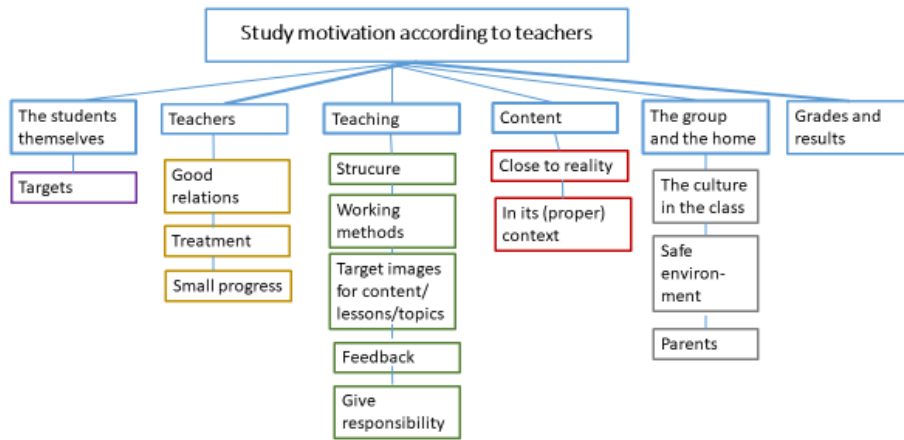 Study motivation according to teachers
The students
themselves
Targets
Teachers
Good
relations
Treatment
Small progress
Teaching
Strucure
Working
methods
Target images
for content/
lessons/topics
Feedback
Give
responsibility
Content
Close to reality
In its (proper)
context
The group
and the home
The culture
in the class
Safe
environ-
ment
Parents
Grades and
results